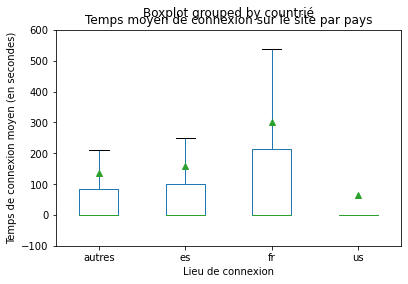 Boxplot grouped by countrié
Temps moyen de connexion sur le site par pays
Temps de connexion moyen (en secondes)
600
500
400
300
200
100
0
−100
autres es fr us
Lieu de connexion